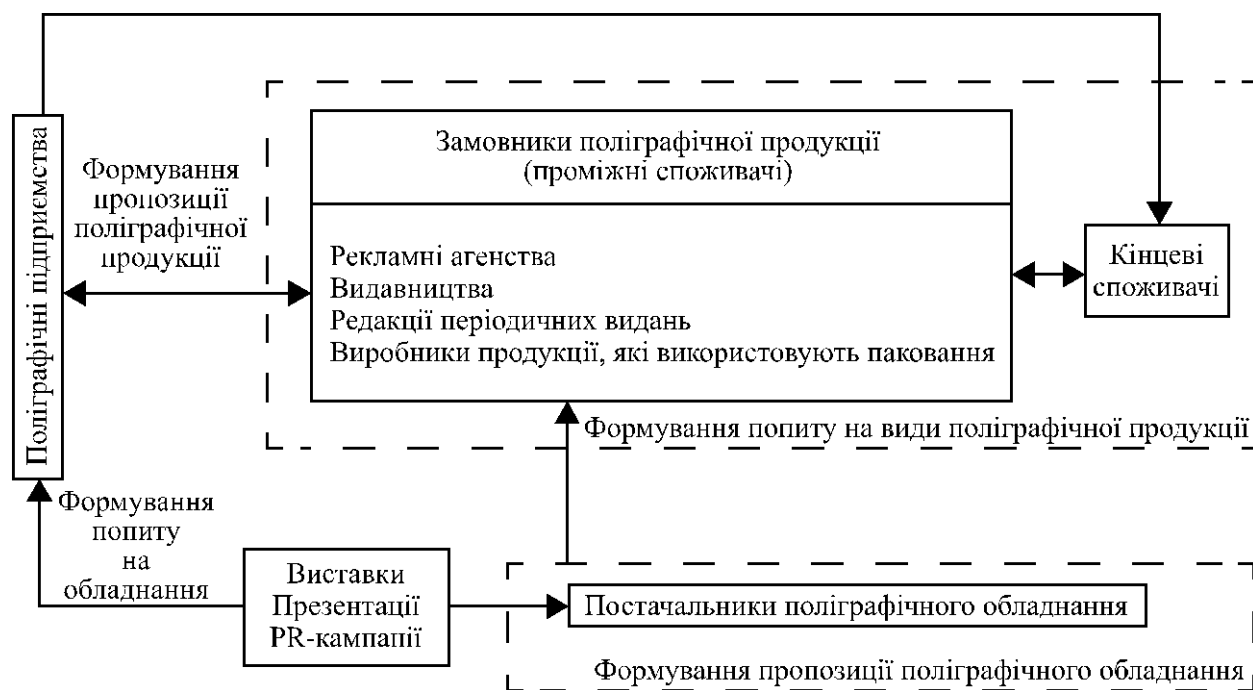 Поліграфічні підприємства
Формування
пропозиції
поліграфічної
продукції
Замовники поліграфічної продукції
(проміжні споживачі)
Рекламні агенства
Видавництва
Редакції періодичних видань
Виробники продукції, які використовують паковання
Кінцеві
споживачі
Формування попиту на види поліграфічної продукції
Формування
попиту
на
обладнання
Виставки
Презентації
PR-кампанії
Постачальники поліграфічного обладнання
Формування пропозиції поліграфічного обладнання